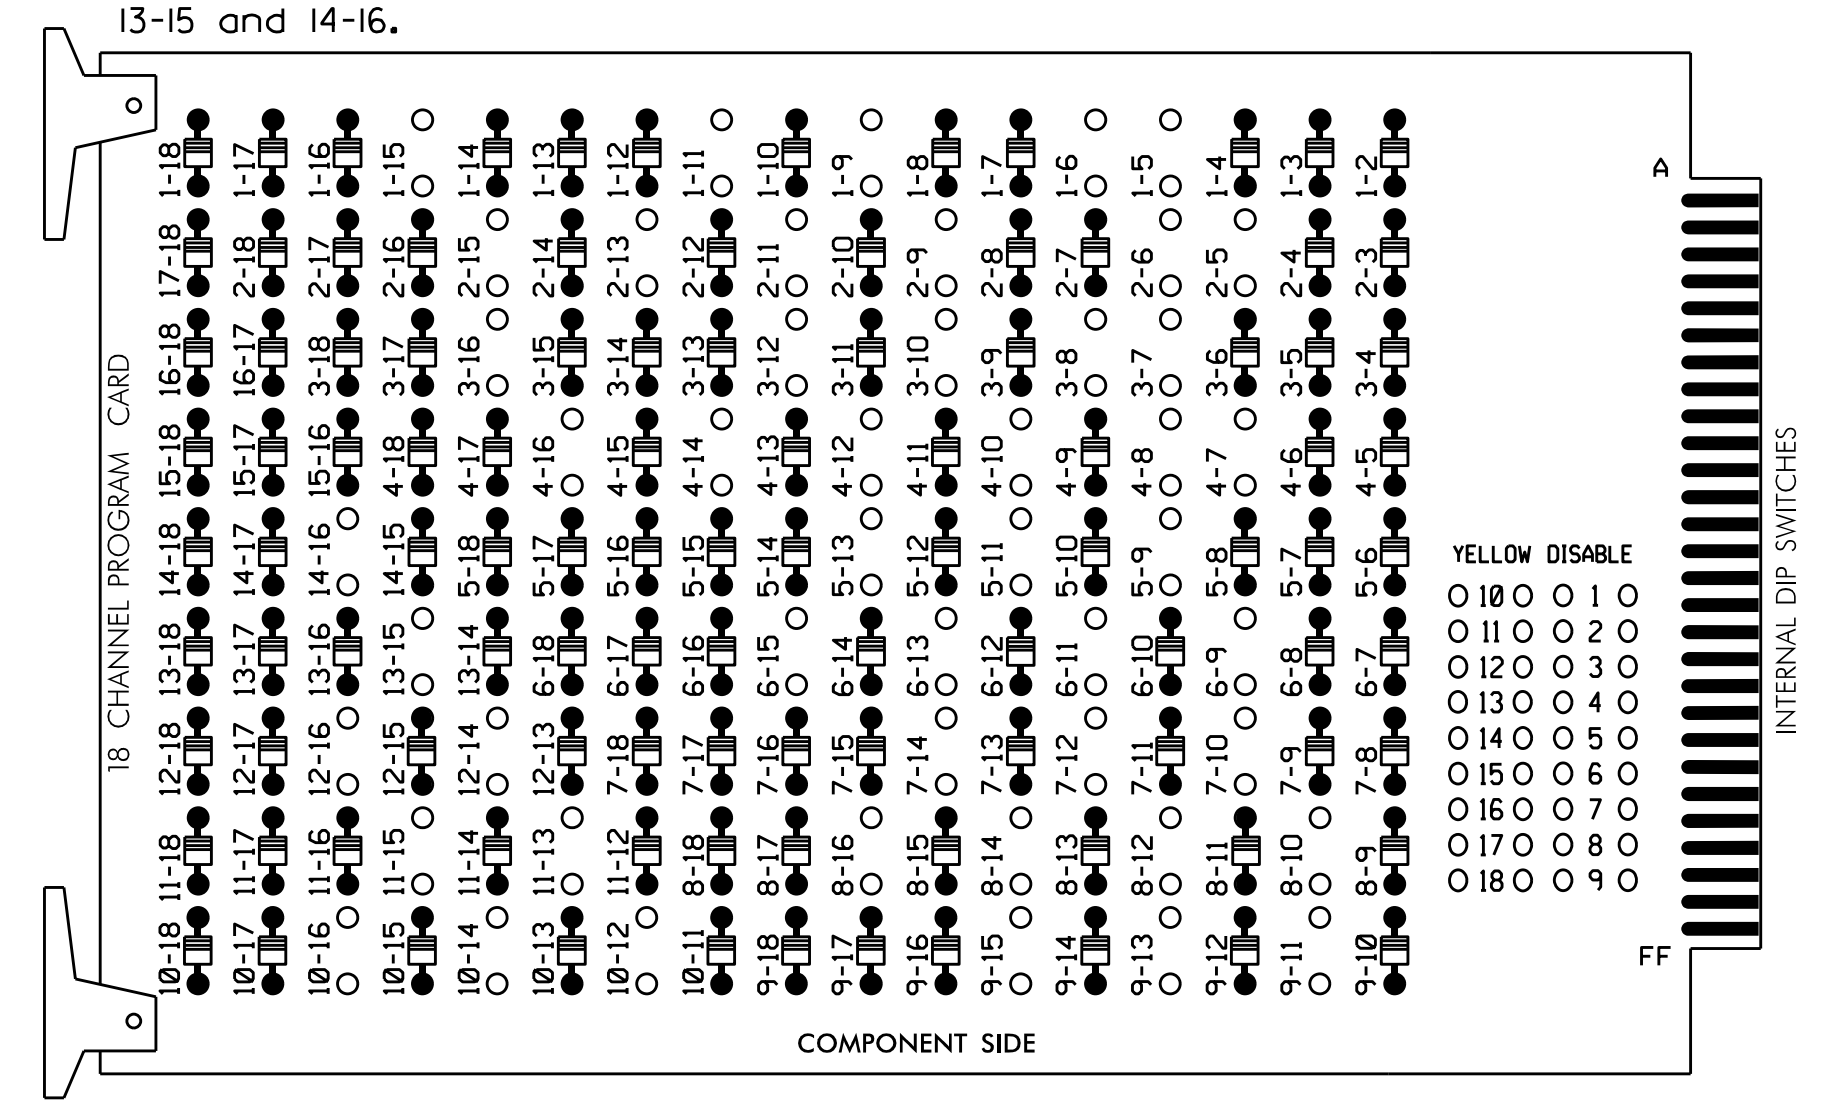 13-15 and 14-16.
1-18 1-17 1-16 1-15 1-14 1-13 1-12 1-11 1-10 1-9 1-8 1-7 1-6 1-5 1-4 1-3 1-2
A
17-18 2-18 2-17 2-16 2-15 2-14 2-13 2-12 2-11 2-10 2-9 2-8 2-7 2-6 2-5 2-4 2-3
16-18 16-17 3-18 3-17 3-16 3-15 3-14 3-13 3-12 3-11 3-10 3-9 3-8 3-7 3-6 3-5 3-4
15-18 15-17 15-16 4-18 4-17 4-16 4-15 4-14 4-13 4-12 4-11 4-10 4-9 4-8 4-7 4-6 4-5
14-18 14-17 14-16 14-15 5-18 5-17 5-16 5-15 5-14 5-13 5-12 5-11 5-10 5-9 5-8 5-7 5-6
13-18 13-17 13-16 13-15 13-14 6-18 6-17 6-16 6-15 6-14 6-13 6-12 6-11 6-10 6-9 6-8 6-7
12-18 12-17 12-16 12-15 12-14 12-13 7-18 7-17 7-16 7-15 7-14 7-13 7-12 7-11 7-10 7-9 7-8
11-18 11-17 11-16 11-15 11-14 11-13 11-12 8-18 8-17 8-16 8-15 8-14 8-13 8-12 8-11 8-10 8-9
10-18 10-17 10-16 10-15 10-14 10-13 10-12 10-11 9-18 9-17 9-16 9-15 9-14 9-13 9-12 9-11 9-10
18 CHANNEL PROGRAM CARD
YELLOW DISABLE
10 1
11 2
12 3
13 4
14 5
15 6
16 7
17 8
18 9
FF
INTERNAL DIP SWITCHES
COMPONENT SIDE